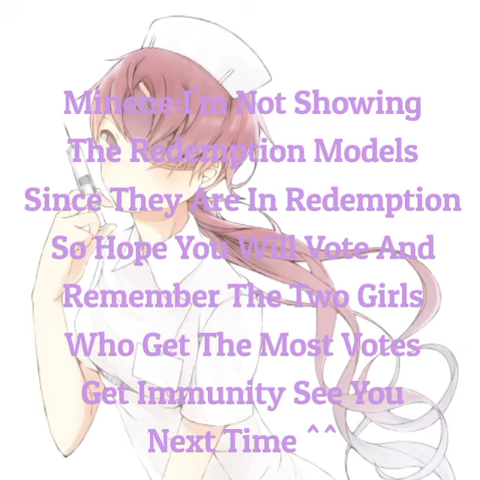 Minene:I'm Not Showing
The Redemption Models
Since They Are In Redemption
So Hope You Will Vote And
Remember The Two Girls
Who Get The Most Votes
Get Immunity See You
Next Time ^^